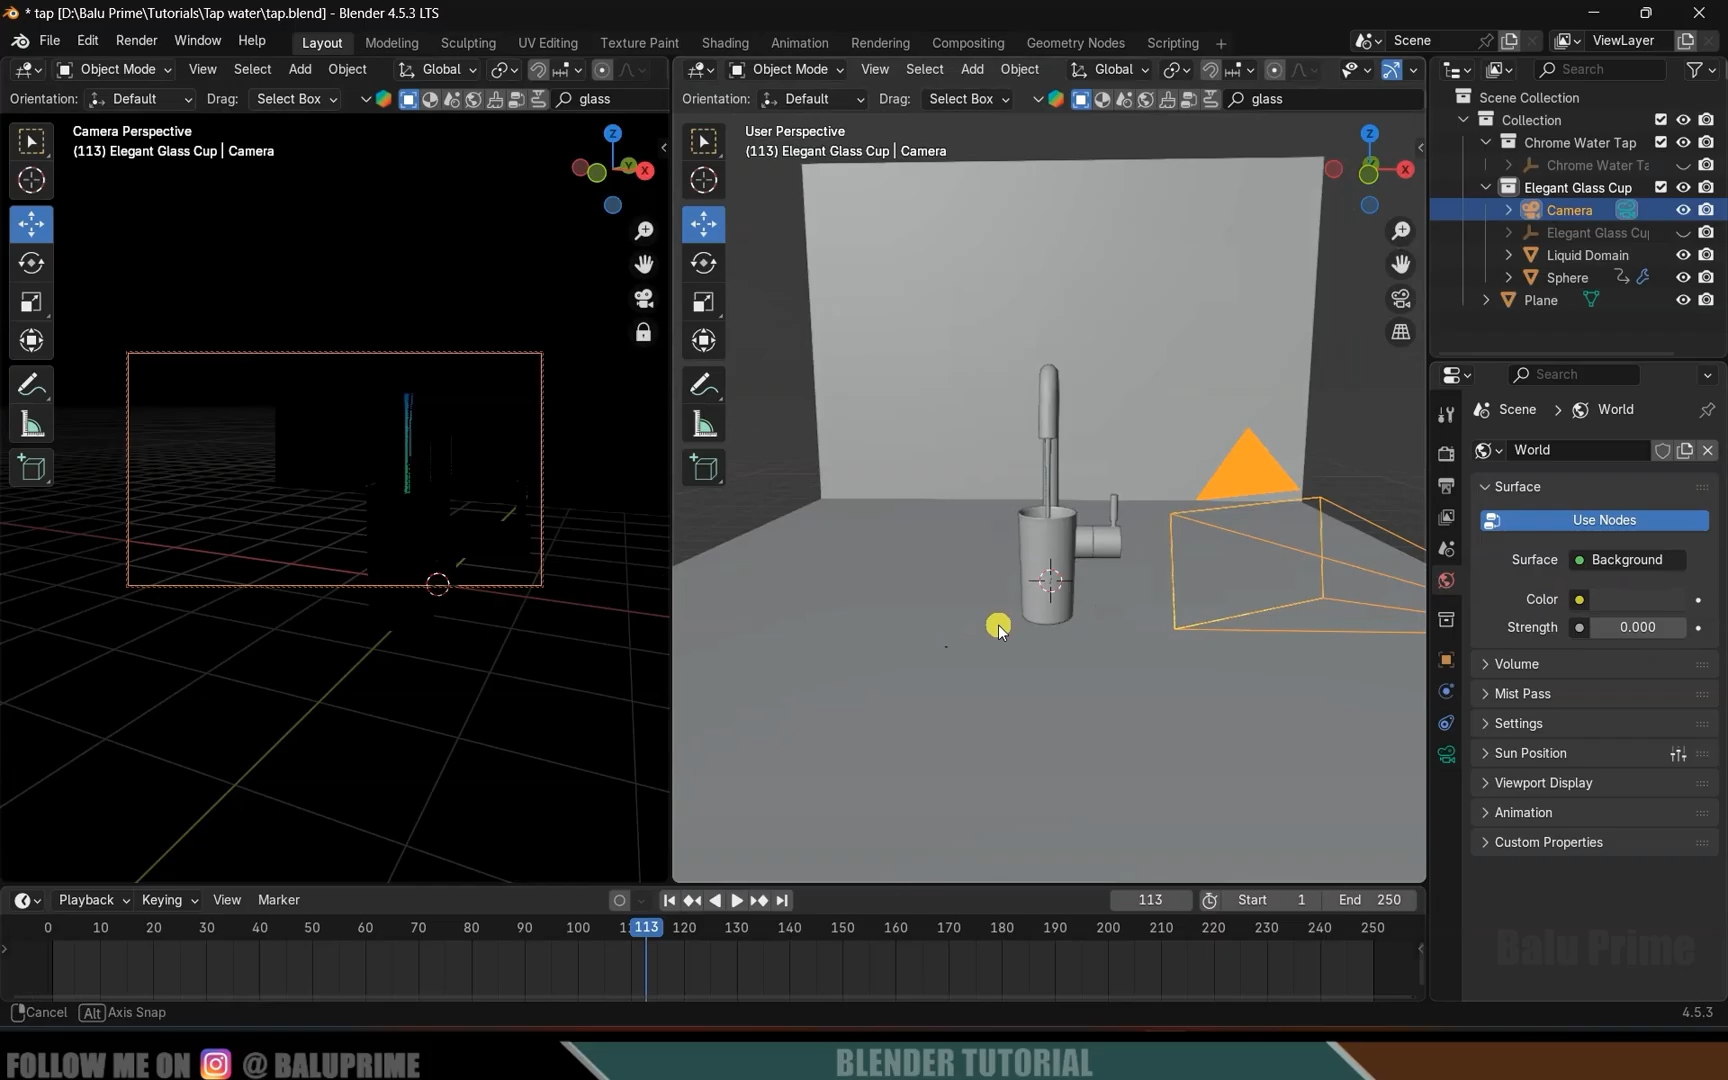 * tap [D:\Balu Prime\Tutorials\Tap water\tap.blend] - Blender 4.5.3 LTS
File Edit Render Window Help Layout Modeling Sculpting UV Editing Texture Paint Shading Animation Rendering Compositing Geometry Nodes Scripting + Scene ViewLayer
Object Mode View Select Add Object Global
Object Mode View Select Add Object Global
Search
Orientation: Default Drag: Select Box glass
Orientation: Default Drag: Select Box glass
Camera Perspective
(113) Elegant Glass Cup | Camera
Z
X
User Perspective
(113) Elegant Glass Cup | Camera
Z
X
Scene Collection
Collection
Chrome Water Tap
Chrome Water Ta
Elegant Glass Cup
Camera
Elegant Glass Cu
Liquid Domain
Sphere
Plane
Search
Scene > World
World
Surface
Use Nodes
Surface Background
Color
Strength 0.000
Volume
Mist Pass
Settings
Sun Position
Viewport Display
Animation
Custom Properties
Playback Keying View Marker 113 Start 1 End 250
0 10 20 30 40 50 60 70 80 90 100 113 120 130 140 150 160 170 180 190 200 210 220 230 240 250
Balu Prime
Cancel Alt Axis Snap 4.5.3
FOLLOW ME ON @ BALUPRIME BLENDER TUTORIAL